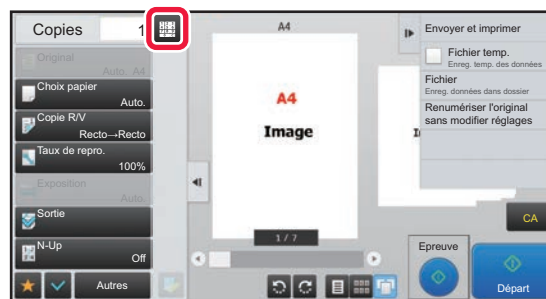 Copies 1
Original
Auto. A4
Choix papier
Auto.
Copie R/V
Recto→Recto
Taux de repro.
100%
Exposition
Auto.
Sortie
N-Up
Off
Autres
A4
A4
Image
1 / 7
Envoyer et imprimer
Fichier temp.
Enreg. temp. des données
Fichier
Enreg. données dans dossier
Renumériser l'original
sans modifier réglages
CA
Epreuve
Départ